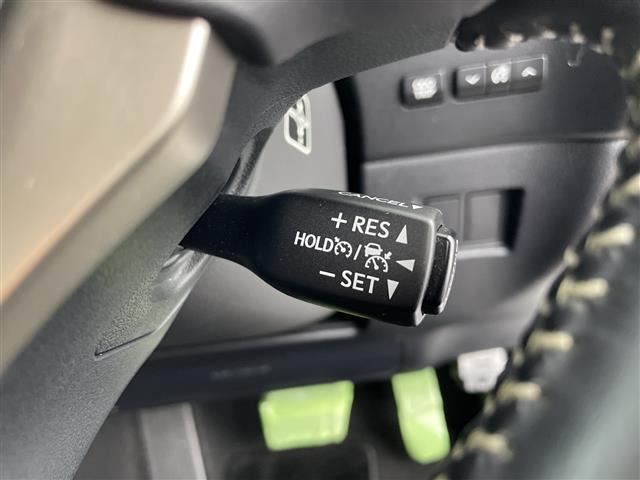 CANCEL▼
+ RES ▲
HOLD / ◀
− SET ▼